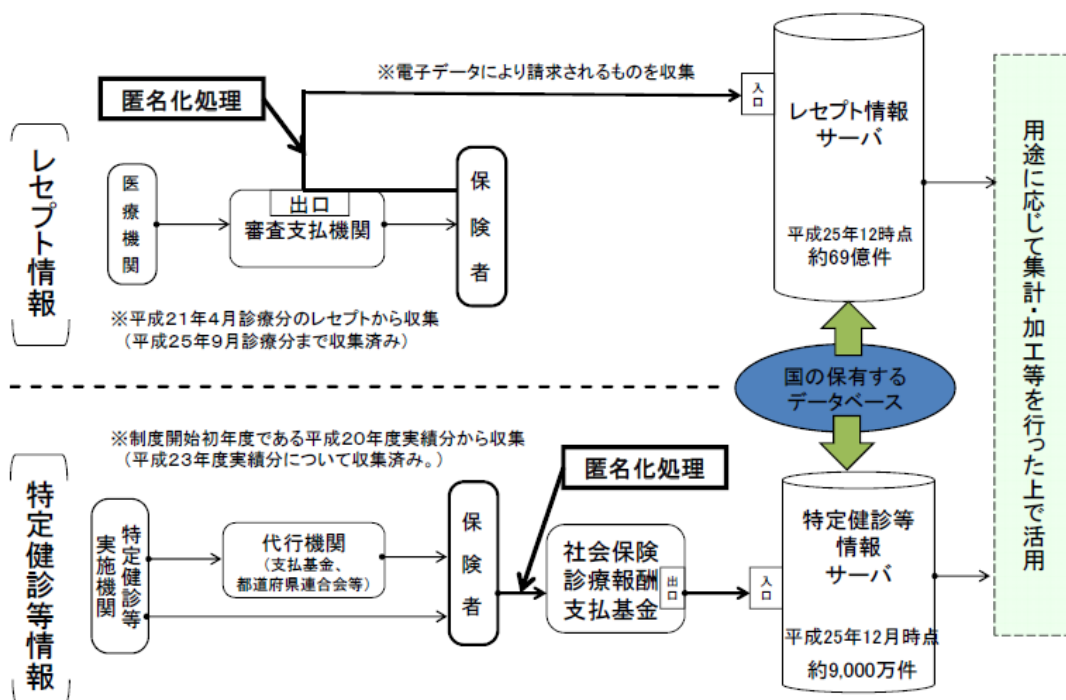 レセプト情報
※電子データにより請求されるものを収集
匿名化処理
医療機関
出口
審査支払機関
保険者
入口
レセプト情報
サーバ
平成25年12時点
約69億件
※平成21年4月診療分のレセプトから収集
（平成25年9月診療分まで収集済み）
国の保有する
データベース
用途に応じて集計・加工等を行った上で活用
特定健診等情報
※制度開始初年度である平成20年度実績分から収集
（平成23年度実績分について収集済み。）
匿名化処理
特定健診等
実施機関
代行機関
（支払基金、
都道府県連合会等）
保険者
社会保険
診療報酬
支払基金
出口
入口
特定健診等
情報
サーバ
平成25年12月時点
約9,000万件